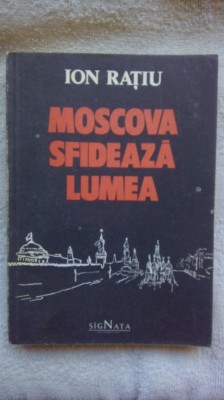 ION RAȚIU
MOSCOVA
SFIDEAZĂ
LUMEA
SIGNATA